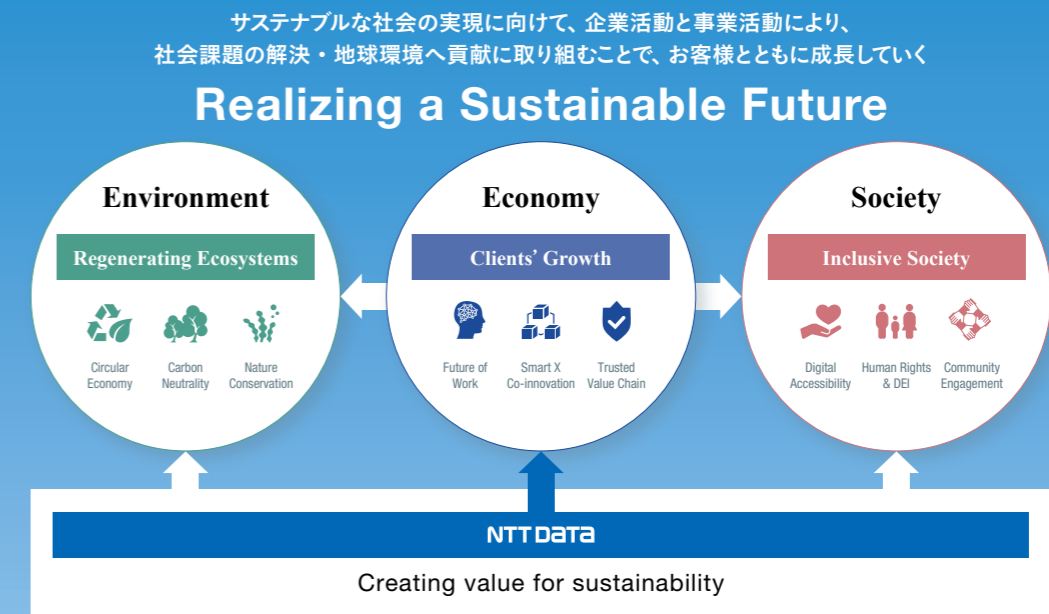 サステナブルな社会の実現に向けて、企業活動と事業活動により、
社会課題の解決・地球環境へ貢献に取り組むことで、お客様とともに成長していく
Realizing a Sustainable Future
Environment
Regenerating Ecosystems
Circular
Economy
Carbon
Neutrality
Nature
Conservation
Economy
Clients’ Growth
Future of
Work
Smart X
Co-innovation
Trusted
Value Chain
Society
Inclusive Society
Digital
Accessibility
Human Rights
& DEI
Community
Engagement
NTT DATA
Creating value for sustainability